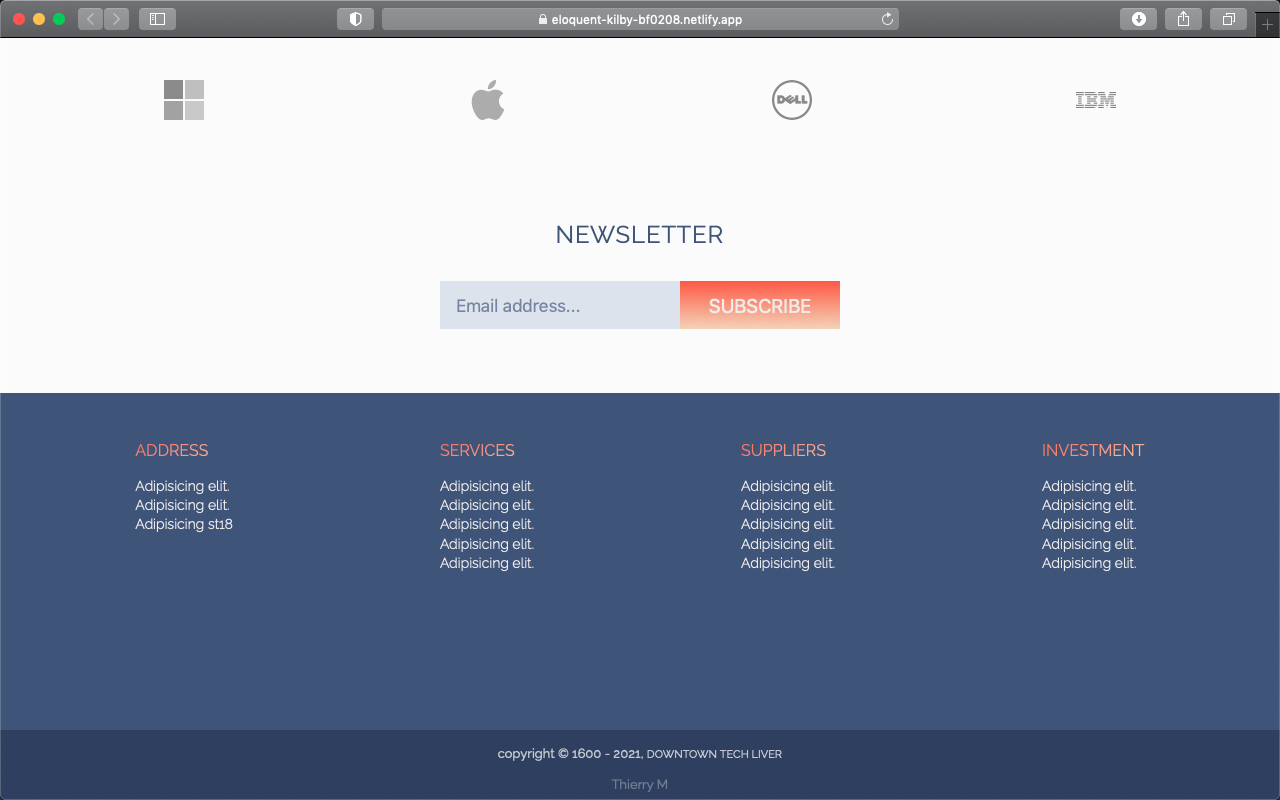 eloquent-kilby-bf0208.netlify.app
DELL
IBM
NEWSLETTER
Email address...
SUBSCRIBE
ADDRESS
Adipisicing elit.
Adipisicing elit.
Adipisicing st18
SERVICES
Adipisicing elit.
Adipisicing elit.
Adipisicing elit.
Adipisicing elit.
Adipisicing elit.
SUPPLIERS
Adipisicing elit.
Adipisicing elit.
Adipisicing elit.
Adipisicing elit.
Adipisicing elit.
INVESTMENT
Adipisicing elit.
Adipisicing elit.
Adipisicing elit.
Adipisicing elit.
Adipisicing elit.
copyright © 1600 - 2021, DOWNTOWN TECH LIVER
Thierry M